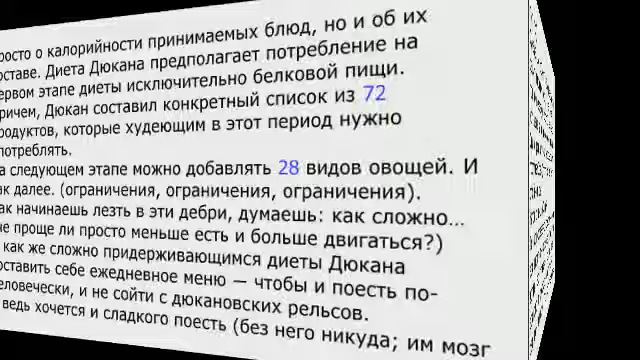 росто о калорийности принимаемых блюд, но и об их
оставе. Диета Дюкана предполагает потребление на
ервом этапе диеты исключительно белковой пищи.
ричем, Дюкан составил конкретный список из 72
родуктов, которые худеющим в этот период нужно
потреблять.
а следующем этапе можно добавлять 28 видов овощей. И
ак далее. (ограничения, ограничения, ограничения).
ак начинаешь лезть в эти дебри, думаешь: как сложно...
не проще ли просто меньше есть и больше двигаться?)
как же сложно придерживающимся диеты Дюкана
оставить себе ежедневное меню — чтобы и поесть по-
еловечески, и не сойти с дюкановских рельсов.
ведь хочется и сладкого поесть (без него никуда; им мозг